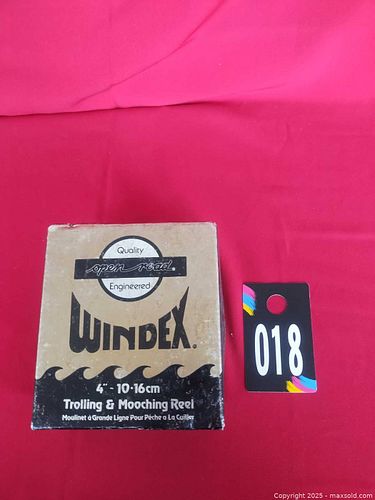 Quality
open road®
Engineered
WINDEX®
4" - 10·16cm
Trolling & Mooching Reel
Moulinet à Grande Ligne Pour Pêche a La Cuiller
018
Copyright 2025 - maxsold.com